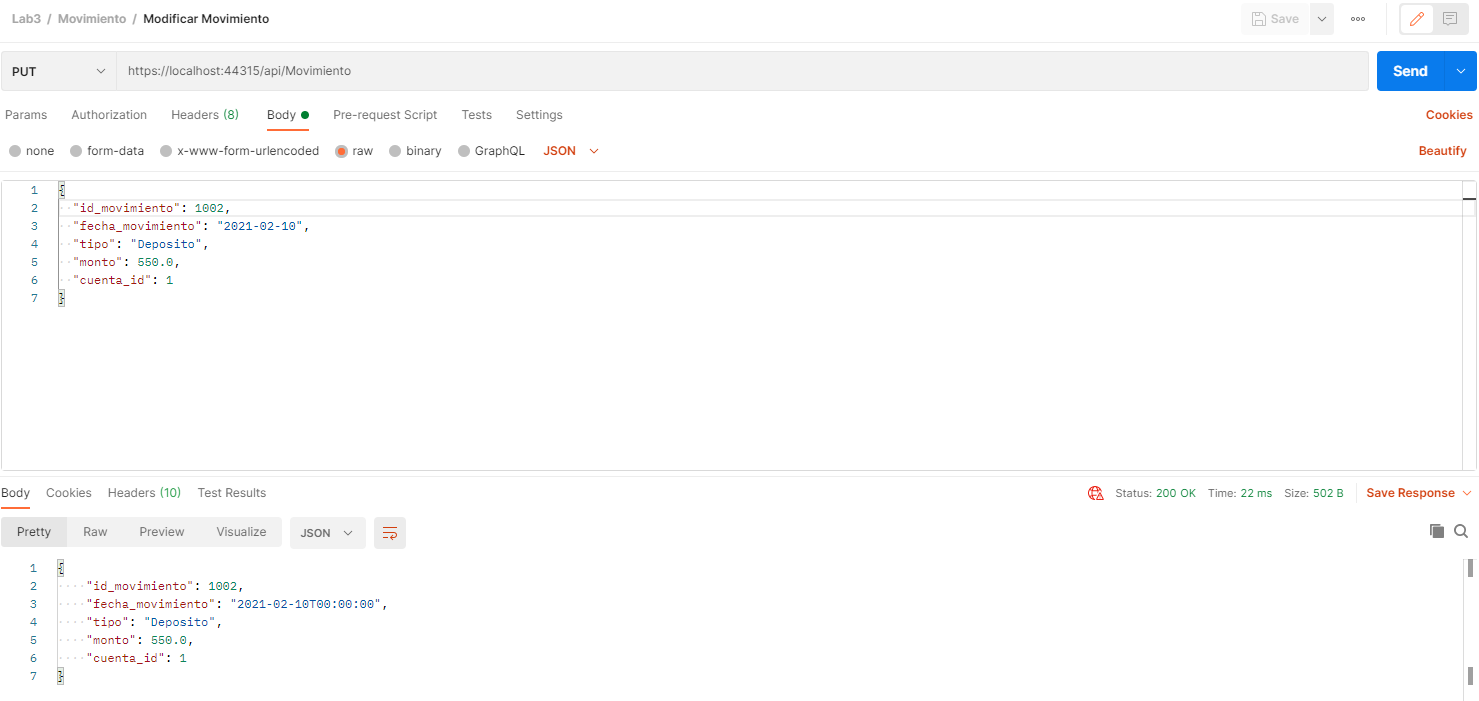 Lab3 / Movimiento / Modificar Movimiento
Save
PUT
https://localhost:44315/api/Movimiento
Send
Params Authorization Headers (8) Body Pre-request Script Tests Settings
Cookies
none form-data x-www-form-urlencoded raw binary GraphQL JSON
Beautify
1 {
2 "id_movimiento": 1002,
3 "fecha_movimiento": "2021-02-10",
4 "tipo": "Deposito",
5 "monto": 550.0,
6 "cuenta_id": 1
7 }
Body Cookies Headers (10) Test Results
Status: 200 OK Time: 22 ms Size: 502 B
Save Response
Pretty Raw Preview Visualize JSON
1 {
2 "id_movimiento": 1002,
3 "fecha_movimiento": "2021-02-10T00:00:00",
4 "tipo": "Deposito",
5 "monto": 550.0,
6 "cuenta_id": 1
7 }